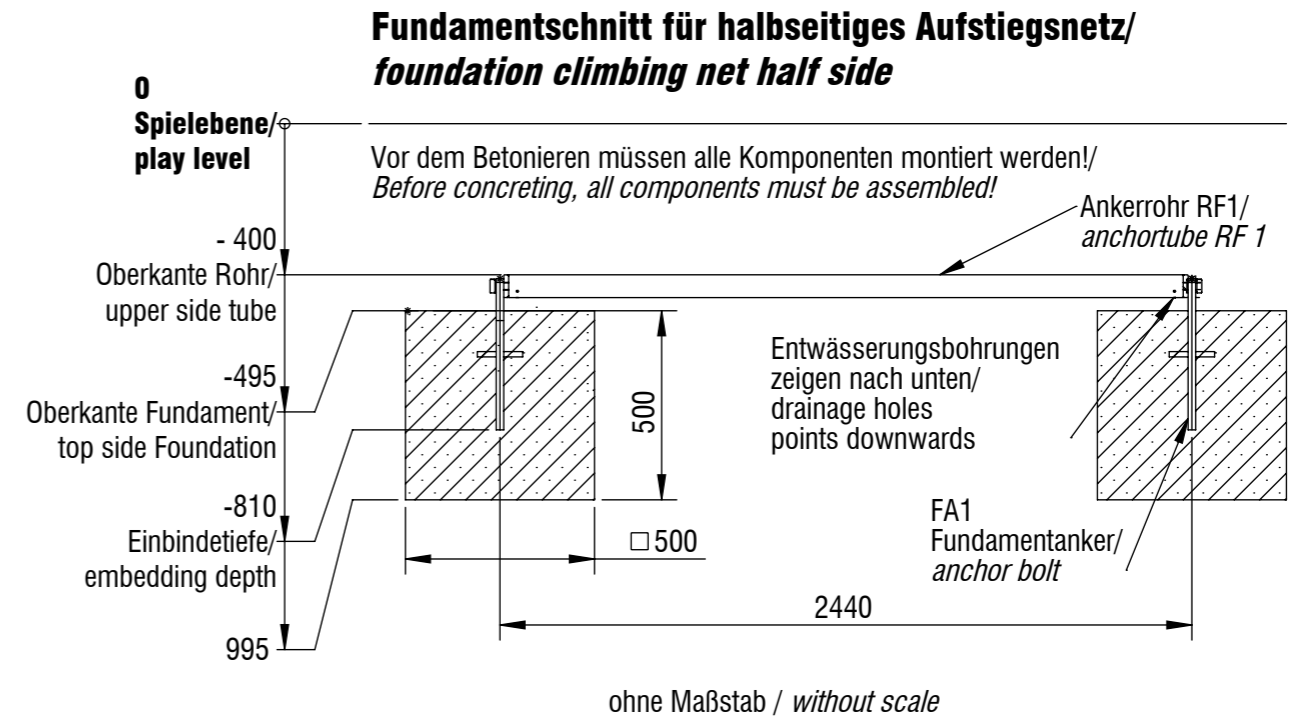 Fundamentschnitt für halbseitiges Aufstiegsnetz/
foundation climbing net half side
0
Spielebene/
play level
Vor dem Betonieren müssen alle Komponenten montiert werden!/
Before concreting, all components must be assembled!
Ankerrohr RF1/
anchortube RF 1
- 400
Oberkante Rohr/
upper side tube
-495
Oberkante Fundament/
top side Foundation
-810
Einbindetiefe/
embedding depth
995
500
□ 500
Entwässerungsbohrungen
zeigen nach unten/
drainage holes
points downwards
FA1
Fundamentanker/
anchor bolt
2440
ohne Maßstab / without scale